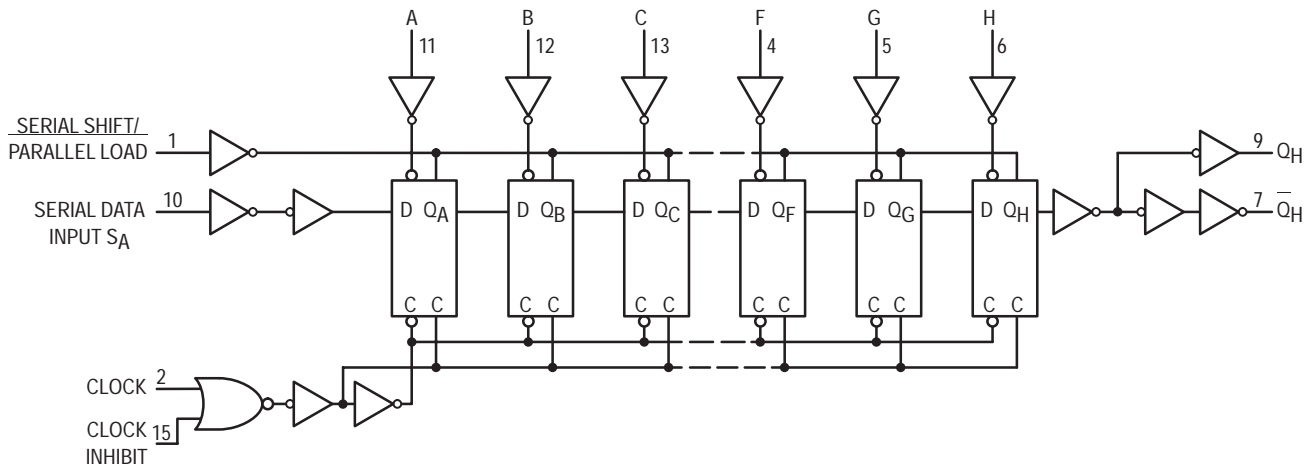 A B C F G H
11 12 13 4 5 6
SERIAL SHIFT/
PARALLEL LOAD 1
9 QH
SERIAL DATA
INPUT SA 10
D QA D QB D QC D QF D QG D QH
7 QH
C C C C C C C C C C C C
CLOCK 2
CLOCK
INHIBIT 15